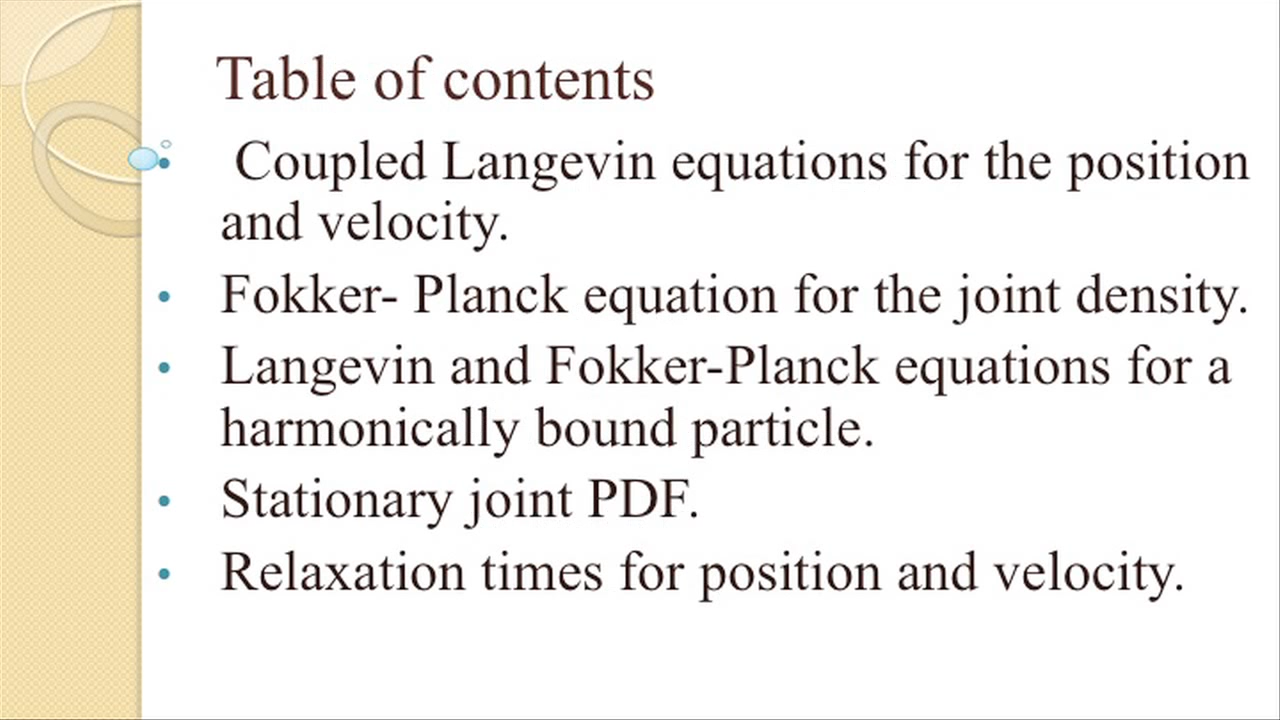 Table of contents
• Coupled Langevin equations for the position
and velocity.
• Fokker- Planck equation for the joint density.
• Langevin and Fokker-Planck equations for a
harmonically bound particle.
• Stationary joint PDF.
• Relaxation times for position and velocity.